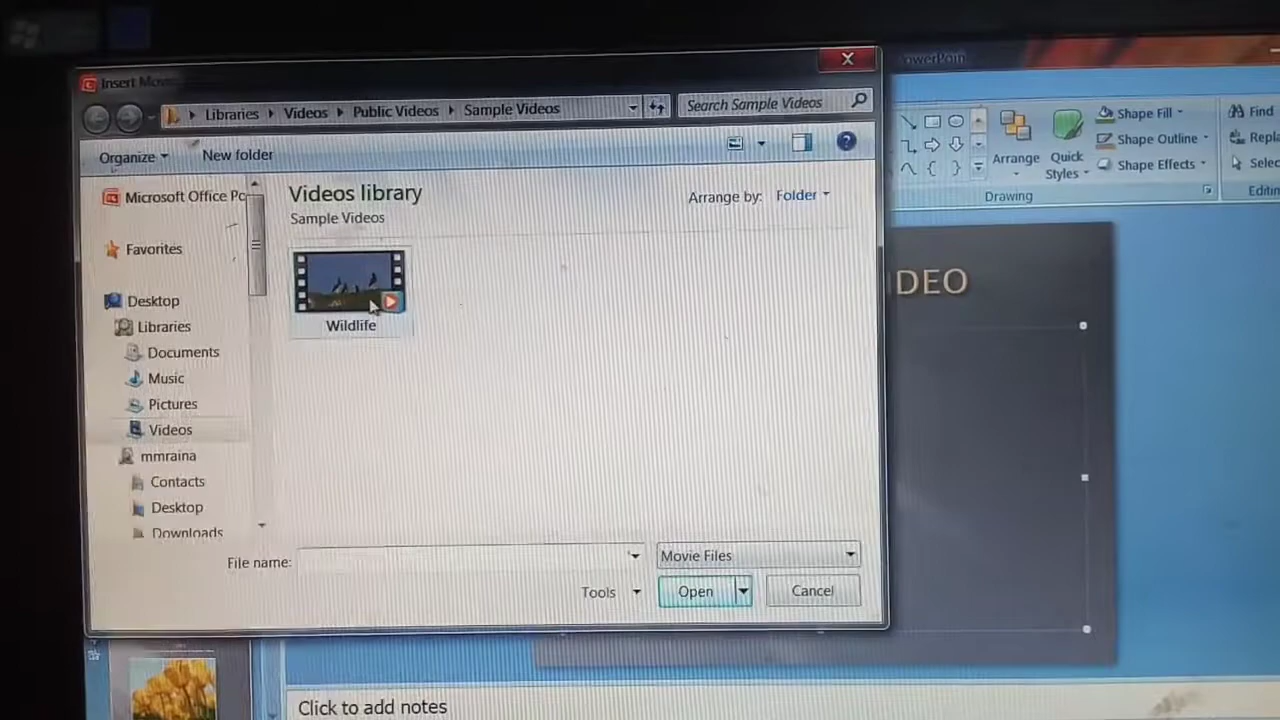 Insert Movie
PowerPoin
Libraries Videos Public Videos Sample Videos
Search Sample Videos
Organize
New folder
Microsoft Office Po
Favorites
Desktop
Libraries
Documents
Music
Pictures
Videos
mmraina
Contacts
Desktop
Downloads
Videos library
Sample Videos
Arrange by: Folder
Wildlife
File name:
Movie Files
Tools
Open
Cancel
Arrange
Quick
Styles
Shape Fill
Shape Outline
Shape Effects
Drawing
Find
Repla
Selec
Editin
DEO
Click to add notes